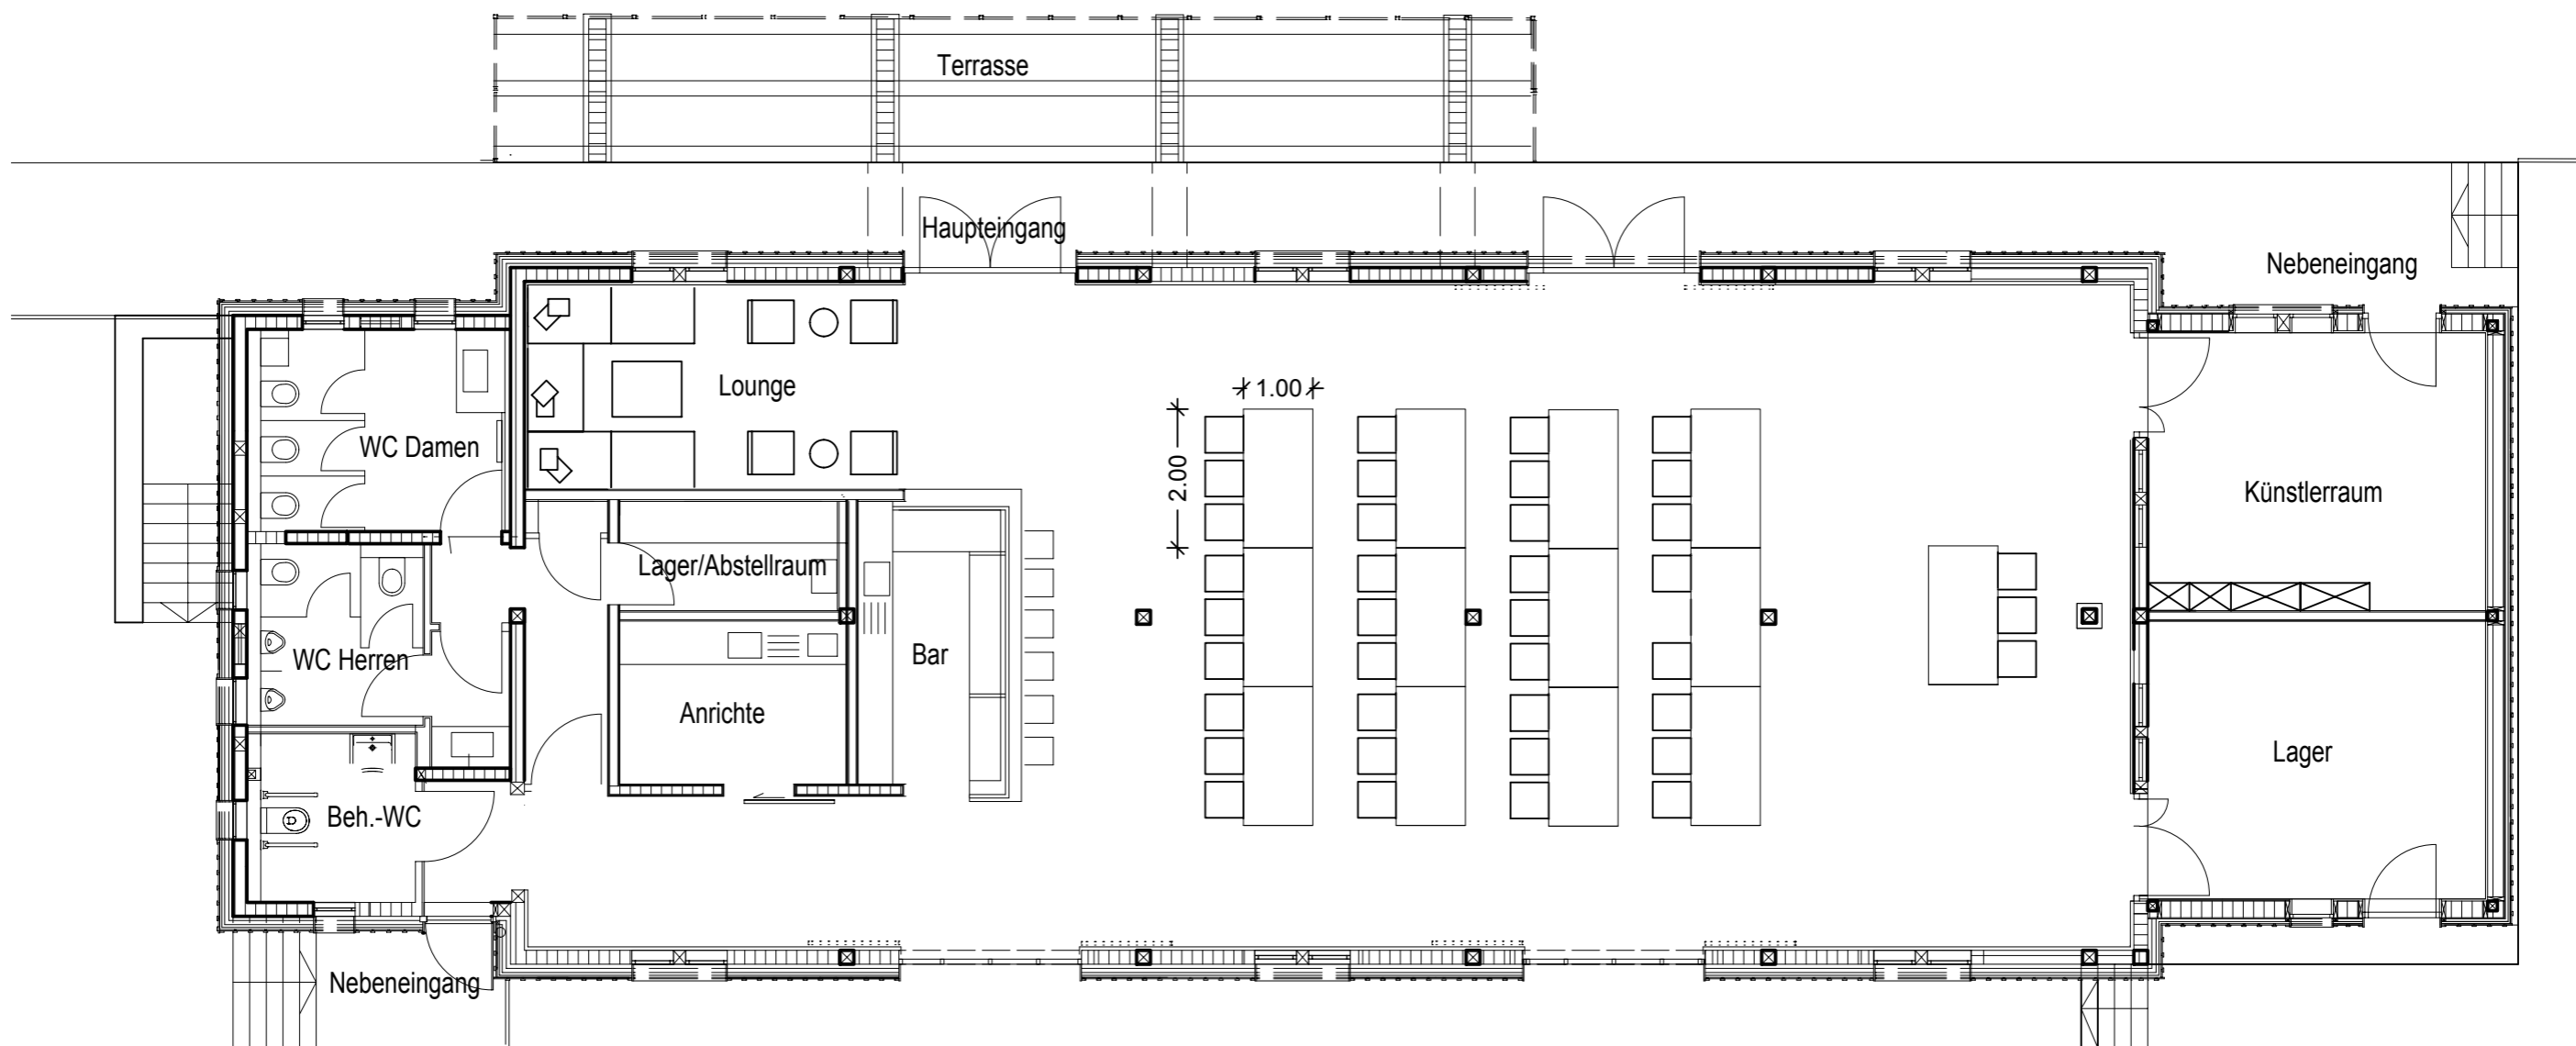 Terrasse
Haupteingang
Nebeneingang
Lounge
1.00
WC Damen
2.00
Künstlerraum
Lager/Abstellraum
Bar
WC Herren
Anrichte
Lager
Beh.-WC
Nebeneingang